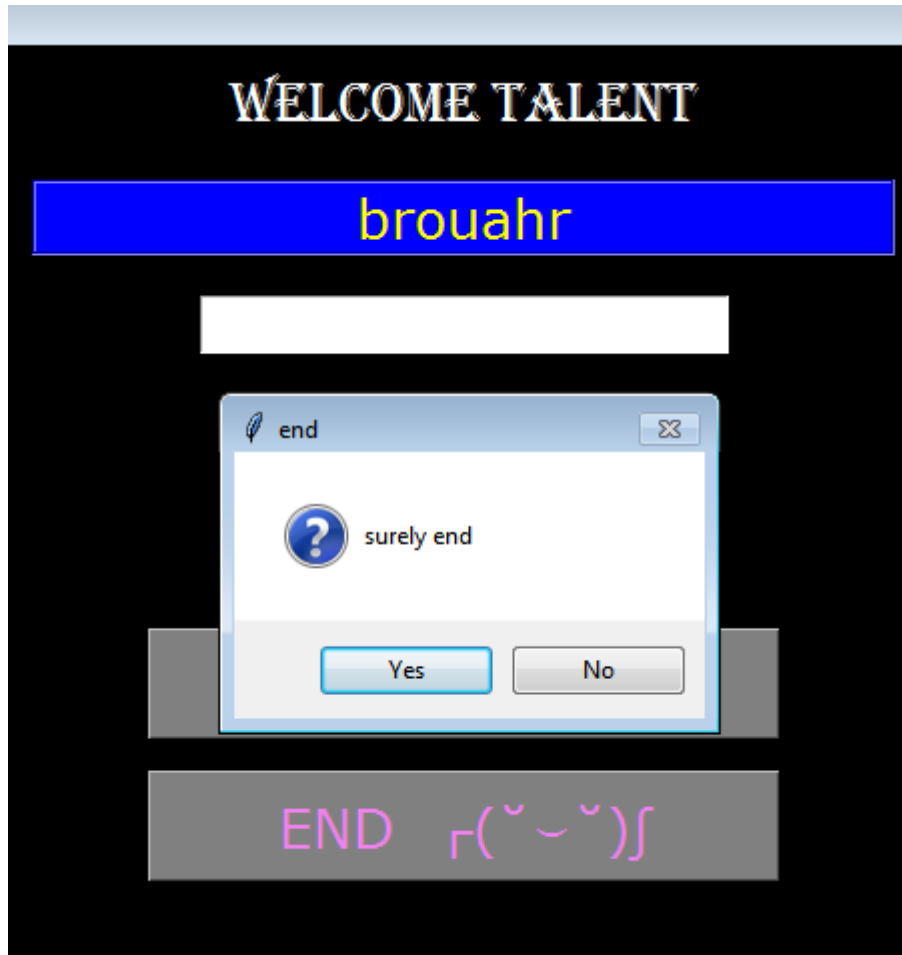 WELCOME TALENT
brouahr
end
surely end
Yes No
END ┌(˘⌣˘)ʃ